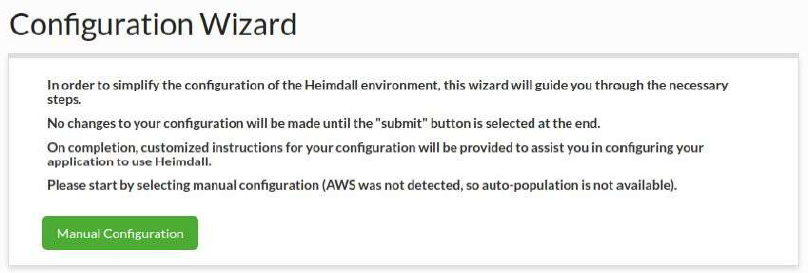 Configuration Wizard
In order to simplify the configuration of the Heimdall environment, this wizard will guide you through the necessary
steps.
No changes to your configuration will be made until the "submit" button is selected at the end.
On completion, customized instructions for your configuration will be provided to assist you in configuring your
application to use Heimdall.
Please start by selecting manual configuration (AWS was not detected, so auto-population is not available).
Manual Configuration